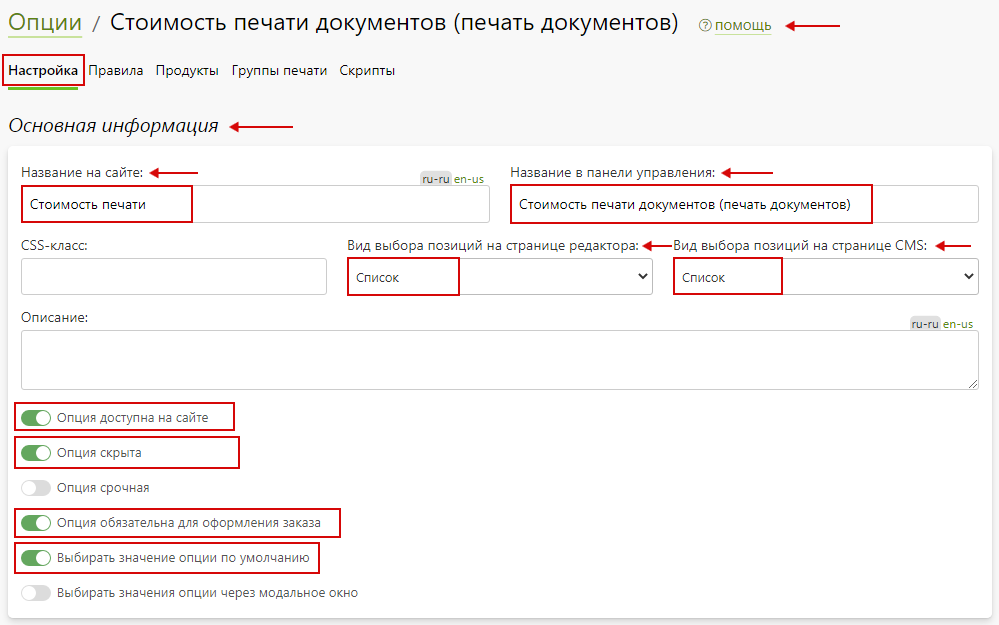 Опции / Стоимость печати документов (печать документов) ? помощь
Настройка Правила Продукты Группы печати Скрипты
Основная информация
Название на сайте: ru-ru en-us Название в панели управления:
Стоимость печати Стоимость печати документов (печать документов)
CSS-класс: Вид выбора позиций на странице редактора: Вид выбора позиций на странице CMS:
Список Список
Описание: ru-ru en-us
Опция доступна на сайте
Опция скрыта
Опция срочная
Опция обязательна для оформления заказа
Выбирать значение опции по умолчанию
Выбирать значения опции через модальное окно